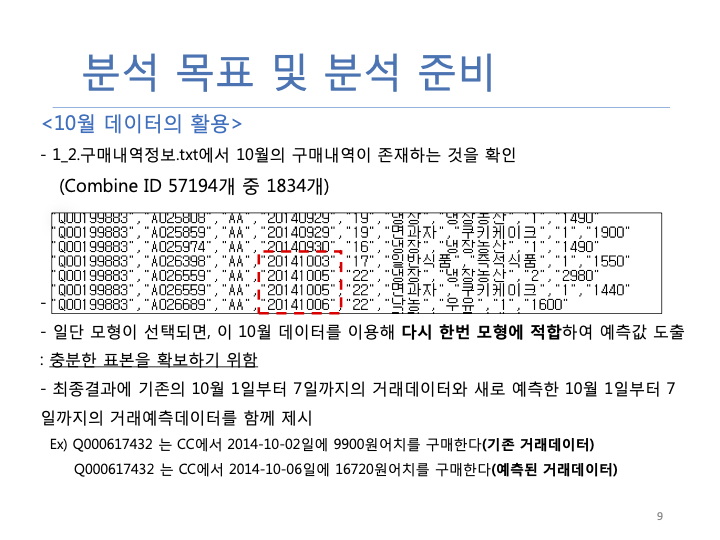 분석 목표 및 분석 준비
<10월 데이터의 활용>
- 1_2.구매내역정보.txt에서 10월의 구매내역이 존재하는 것을 확인
(Combine ID 57194개 중 1834개)
"Q00199883","A025808","AA","20140929","19","냉장","냉장농산","1","1490"
"Q00199883","A025859","AA","20140929","19","면과자","쿠키케이크","1","1900"
"Q00199883","A025974","AA","20140930","16","냉장","냉장농산","1","1490"
"Q00199883","A026398","AA","20141003","17","일반식품","즉석식품","1","1550"
"Q00199883","A026559","AA","20141005","22","냉장","냉장농산","2","2980"
"Q00199883","A026559","AA","20141005","22","면과자","쿠키케이크","1","1440"
"Q00199883","A026689","AA","20141006","22","낙농","우유","1","1600"
-
- 일단 모형이 선택되면, 이 10월 데이터를 이용해 다시 한번 모형에 적합하여 예측값 도출
: 충분한 표본을 확보하기 위함
- 최종결과에 기존의 10월 1일부터 7일까지의 거래데이터와 새로 예측한 10월 1일부터 7
일까지의 거래예측데이터를 함께 제시
Ex) Q000617432 는 CC에서 2014-10-02일에 9900원어치를 구매한다(기존 거래데이터)
Q000617432 는 CC에서 2014-10-06일에 16720원어치를 구매한다(예측된 거래데이터)
9